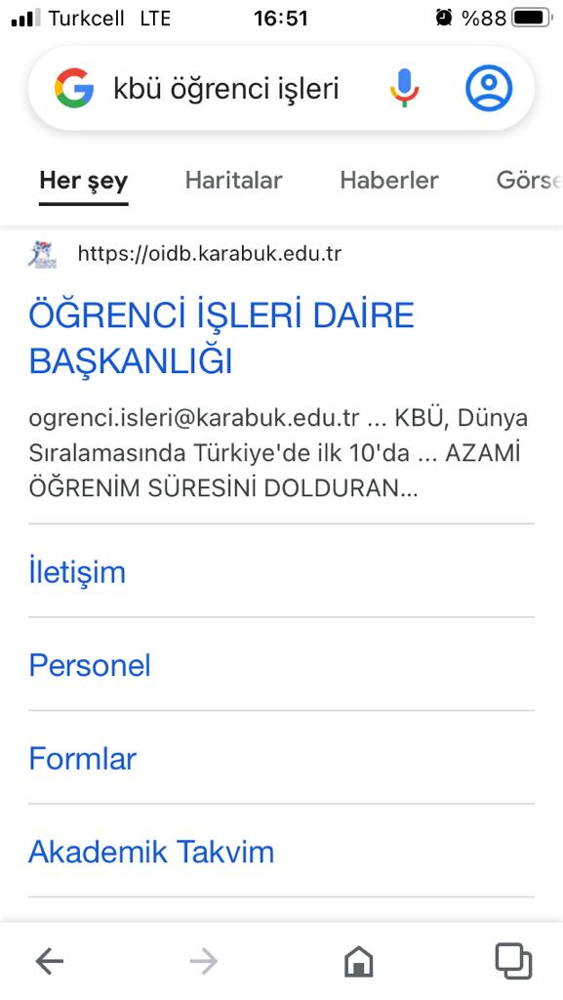 Turkcell LTE 16:51 %88
kbü öğrenci işleri
Her şey Haritalar Haberler Görse
https://oidb.karabuk.edu.tr
ÖĞRENCİ İŞLERİ DAİRE
BAŞKANLIĞI
ogrenci.isleri@karabuk.edu.tr ... KBÜ, Dünya
Sıralamasında Türkiye'de ilk 10'da ... AZAMİ
ÖĞRENİM SÜRESİNİ DOLDURAN...
İletişim
Personel
Formlar
Akademik Takvim